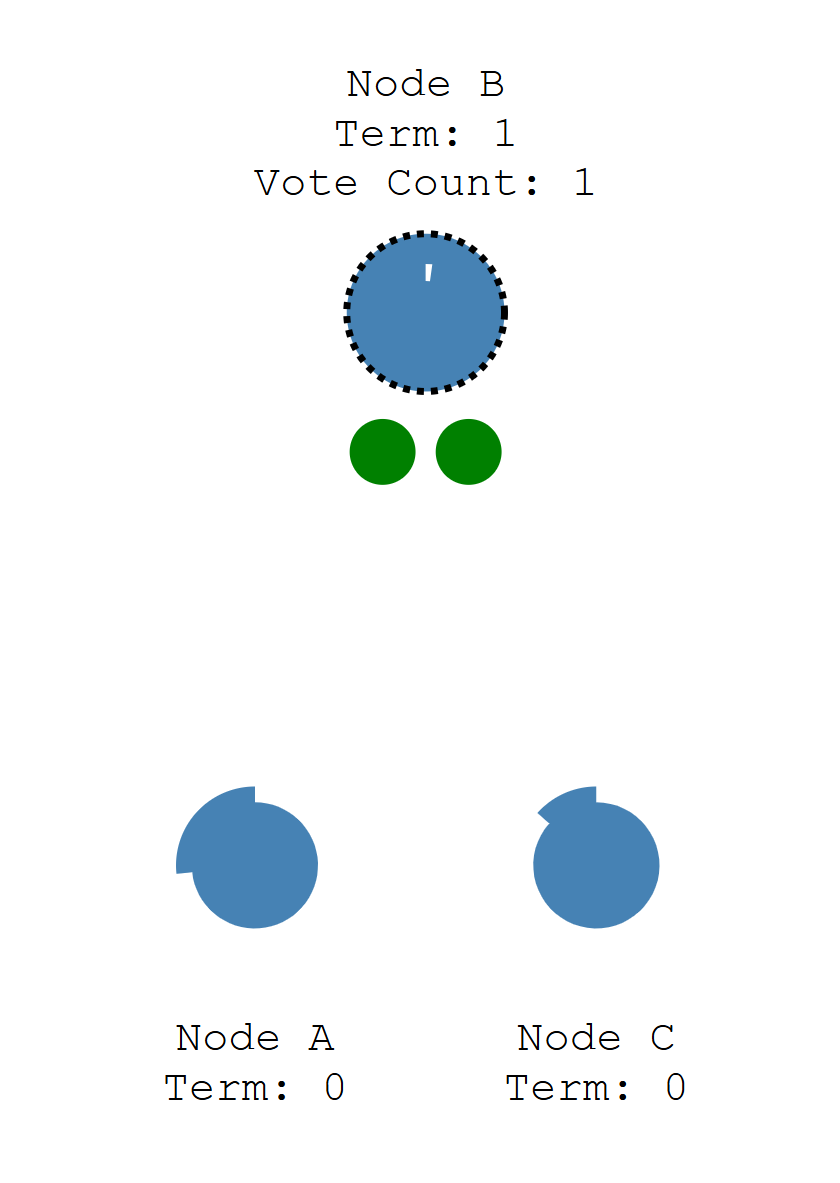 Node B
Term: 1
Vote Count: 1
'
Node A
Term: 0
Node C
Term: 0